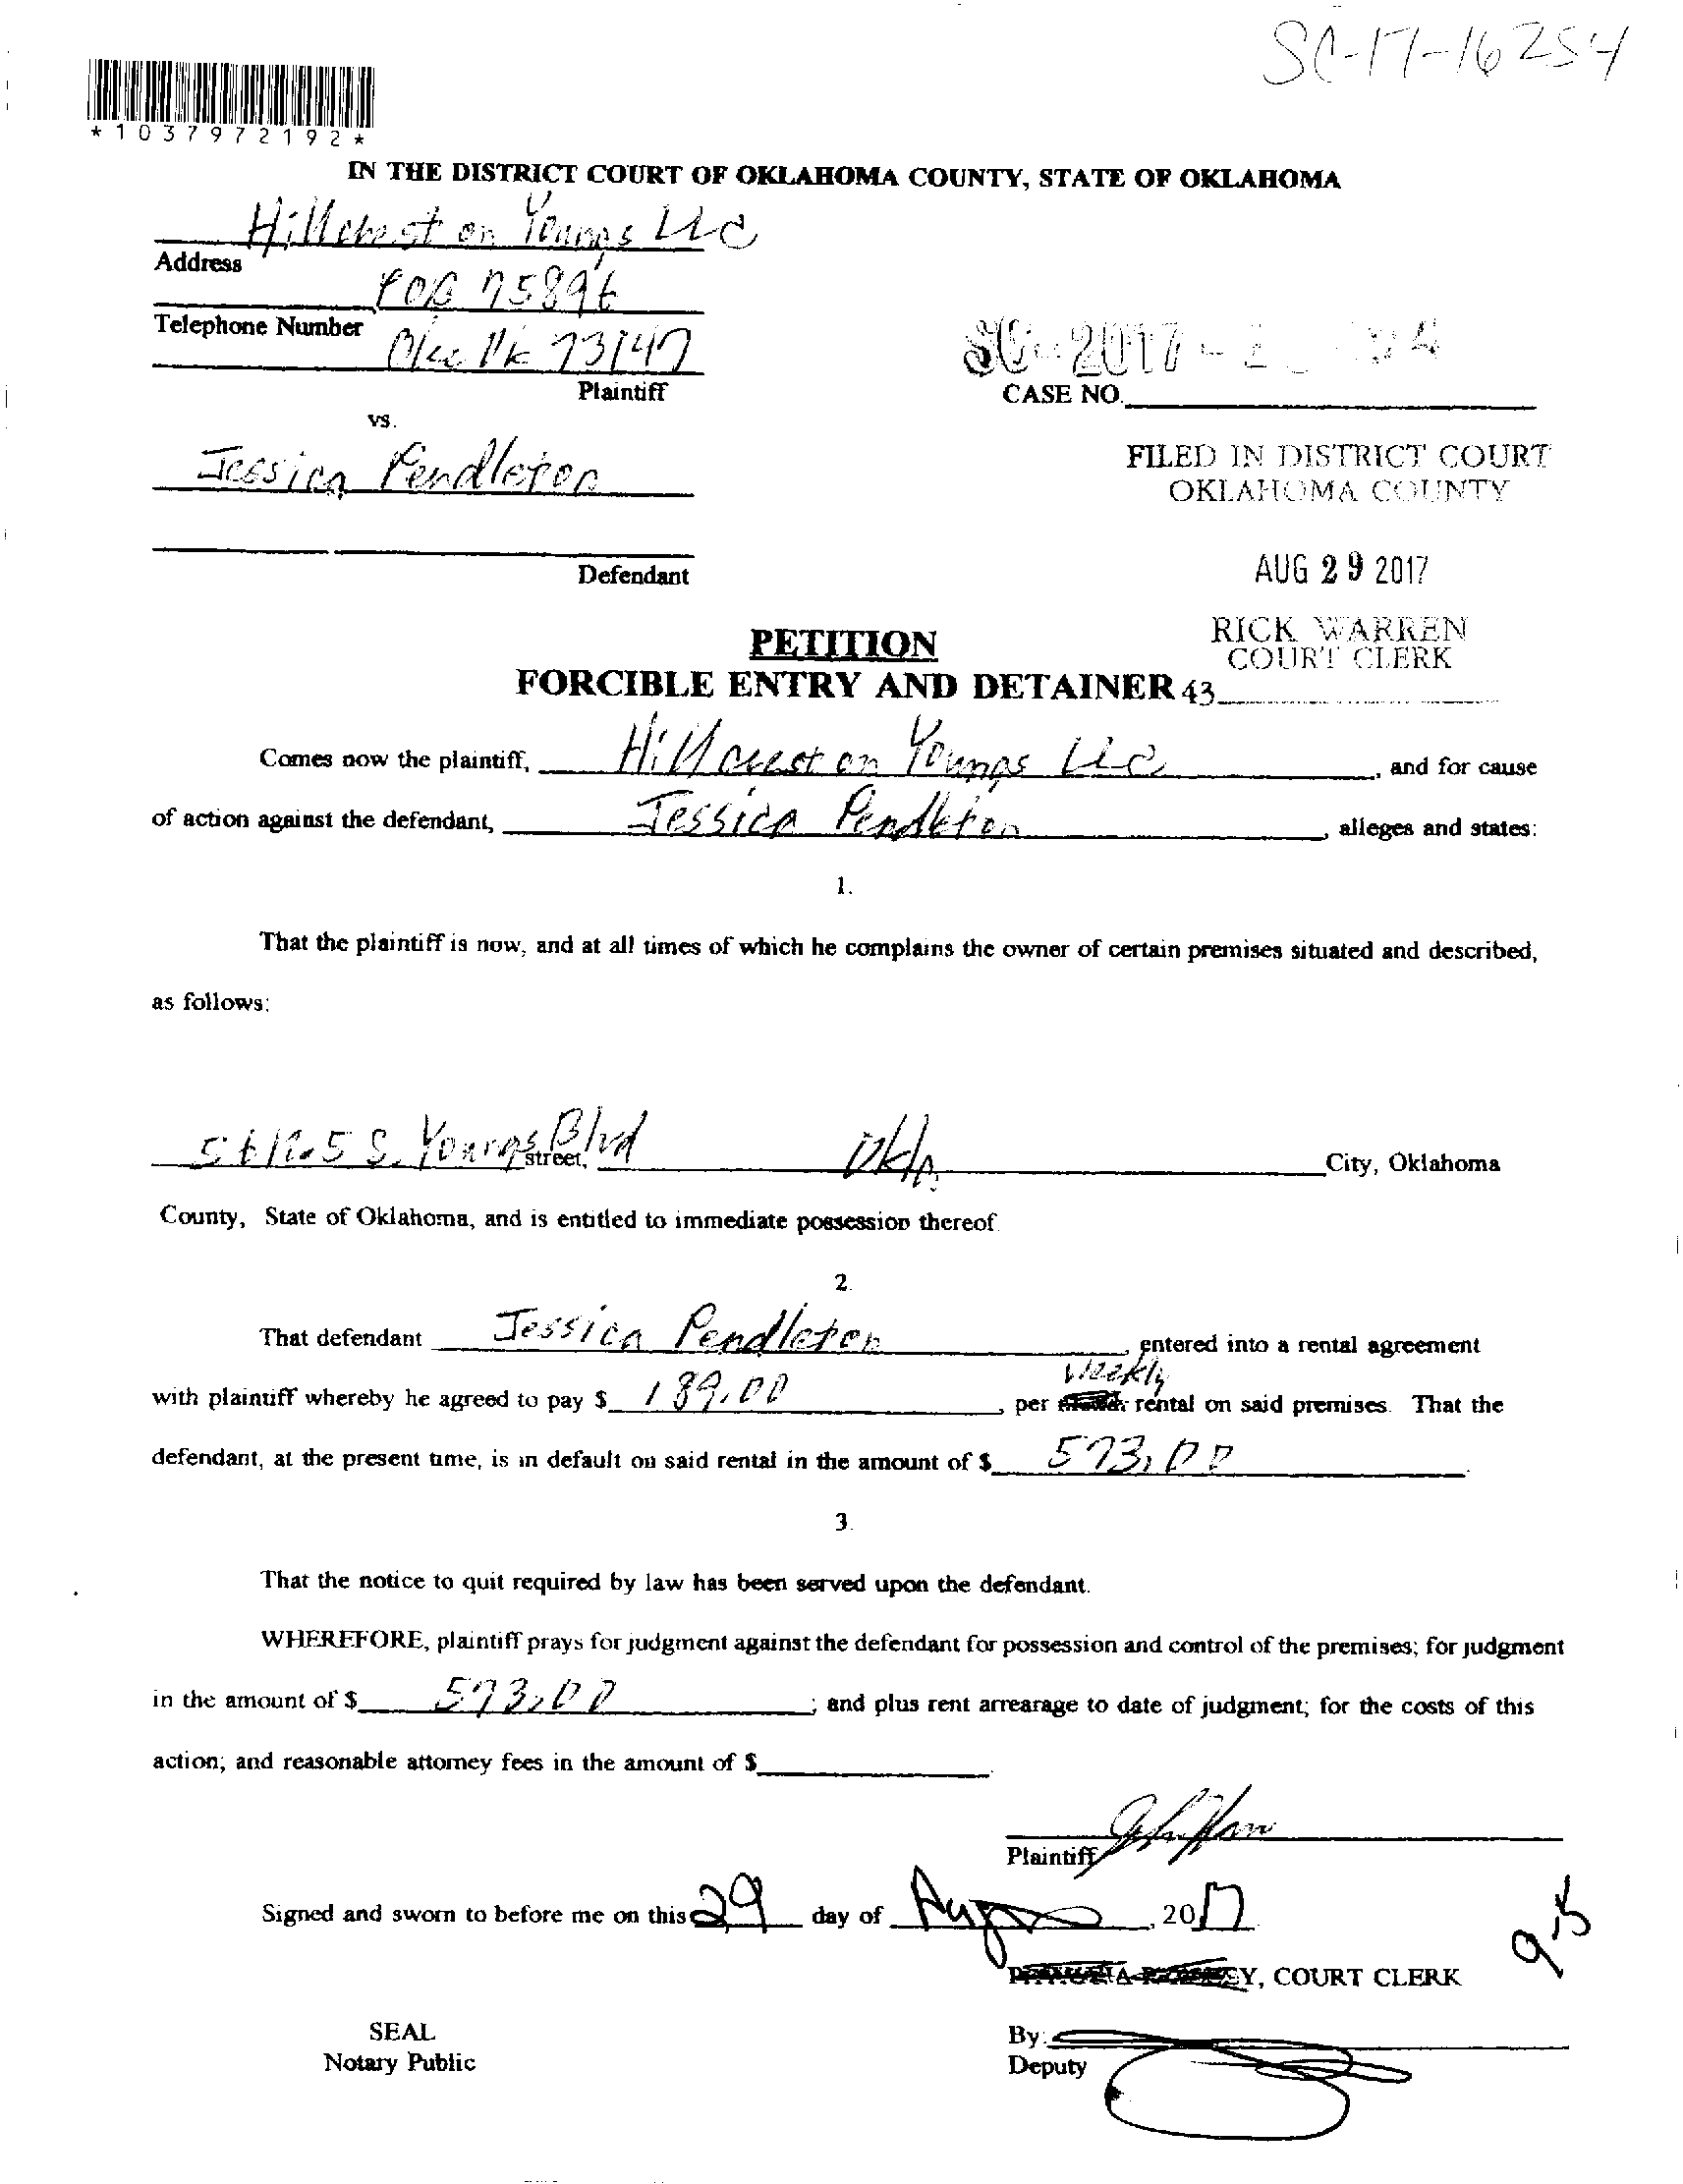 SC-17-16254
*1037972192*
IN THE DISTRICT COURT OF OKLAHOMA COUNTY, STATE OF OKLAHOMA
Hillcrest on Youngs LLC
Address
POB 75896
Telephone Number
Okc Ok 73147
Plaintiff
SC-2017-
CASE NO.
vs.
Jessica Pendleton
FILED IN DISTRICT COURT
OKLAHOMA COUNTY
Defendant
AUG 29 2017
PETITION
RICK WARREN
COURT CLERK
FORCIBLE ENTRY AND DETAINER 43
Comes now the plaintiff, Hillcrest on Youngs LLC, and for cause
of action against the defendant, Jessica Pendleton, alleges and states:
1.
That the plaintiff is now, and at all times of which he complains the owner of certain premises situated and described,
as follows:
S. Youngs Blvd street, Okla. City, Oklahoma
County, State of Oklahoma, and is entitled to immediate possession thereof.
2.
That defendant Jessica Pendleton, entered into a rental agreement
weekly
with plaintiff whereby he agreed to pay $ 189.00, per rental on said premises. That the
defendant, at the present time, is in default on said rental in the amount of $ 573.00.
3.
That the notice to quit required by law has been served upon the defendant.
WHEREFORE, plaintiff prays for judgment against the defendant for possession and control of the premises; for judgment
in the amount of $ 573.00; and plus rent arrearage to date of judgment; for the costs of this
action; and reasonable attorney fees in the amount of $
Plaintiff
Signed and sworn to before me on this 29 day of Aug, 2017
9-5
Y, COURT CLERK
SEAL
By:
Notary Public
Deputy